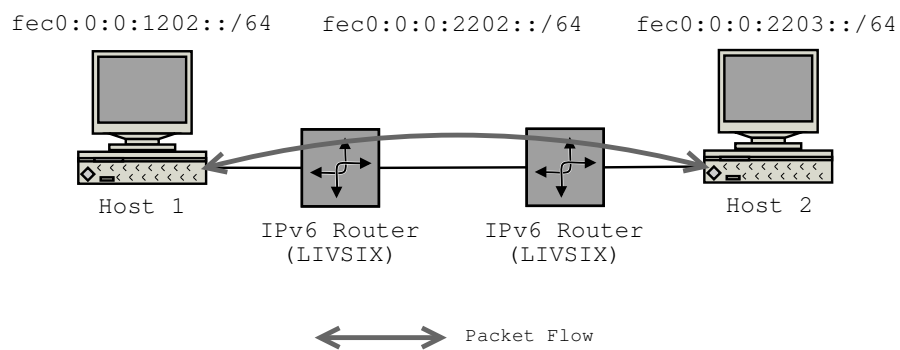 fec0:0:0:1202::/64
fec0:0:0:2202::/64
fec0:0:0:2203::/64
Host 1
Host 2
IPv6 Router
(LIVSIX)
IPv6 Router
(LIVSIX)
Packet Flow